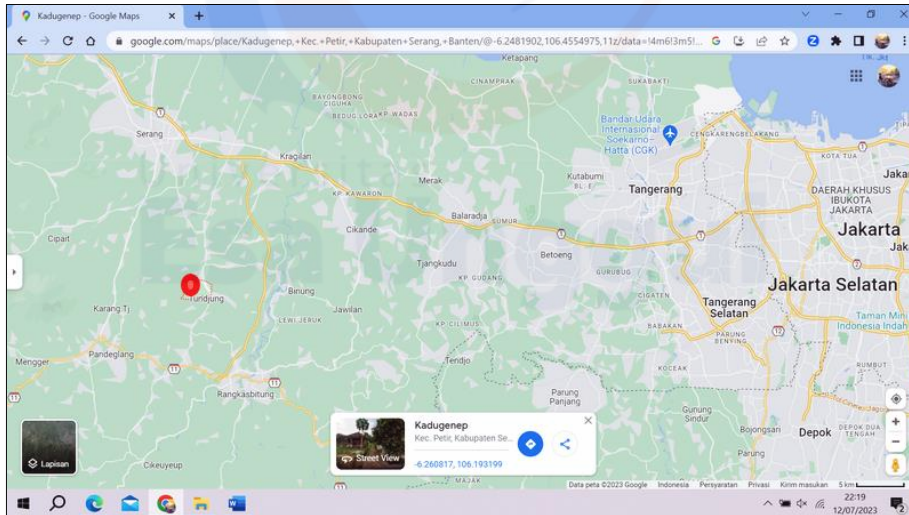 Kadugenep - Google Maps
google.com/maps/place/Kadugenep,+Kec.+Petir,+Kabupaten+Serang,+Banten/@-6.2481902,106.4554975,11z/data=!4m6!3m5!...
Ketapang
CINAMPRAK
SUKABAKTI
BAYONGBONG
CIGUHA
BEDUG LORAK
KP WADAS
Bandar Udara
Internasional
Soekarno-
Hatta (CGK)
CENGKARENG
BELAKANG
Serang
KOTA TUA
Kragilan
Kutabumi
BL. E
Merak
Tangerang
KP. KAWARON
DAERAH KHUSUS
IBUKOTA
JAKARTA
Balaradja
SUMUR
Cikande
Jakarta
Cipait
Betoeng
Tjangkudu
KP GUDANG
GURUBUG
Jakarta Selatan
Binung
CIGATEN
Tundjung
Tangerang
Selatan
Karang Tj
Jawilan
LEWI JERUK
KP.CILIMUS
BABAKAN
PARUNG
BENYING
Taman Mini
Indonesia Indah
Pandeglang
Mengger
Tendjo
KOCEAK
RUMBUT
Rangkasbitung
Parung
Panjang
Gunung
Sindur
Kadugenep
Kec. Petir, Kabupaten Se...
Street View
-6.260817, 106.193199
Bojongsari
Depok
DEPOK DUA
TENGAH
Parung
Lapisan
Cikeuyeup
MAJAK
Data peta ©2023 Google Indonesia Persyaratan Privasi Kirim masukan 5 km
22:19
12/07/2023